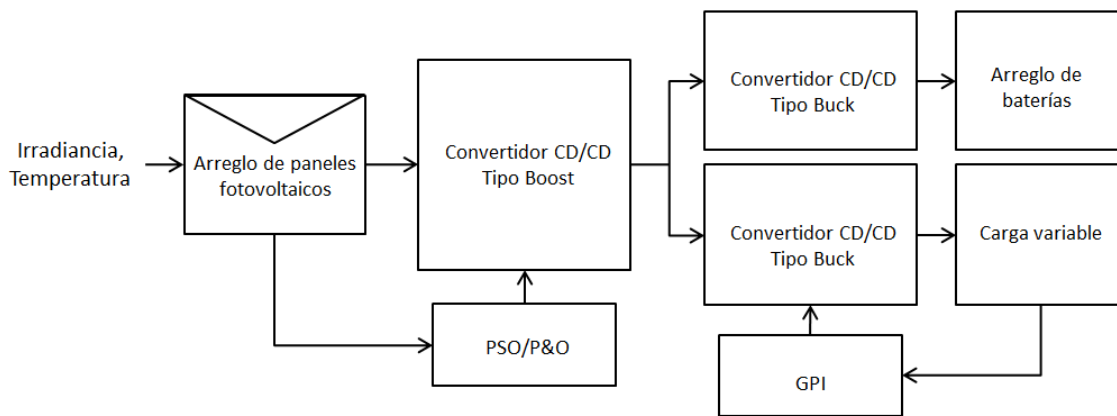 Irradiancia,
Temperatura
Arreglo de paneles
fotovoltaicos
Convertidor CD/CD
Tipo Boost
PSO/P&O
Convertidor CD/CD
Tipo Buck
Arreglo de
baterías
Convertidor CD/CD
Tipo Buck
Carga variable
GPI